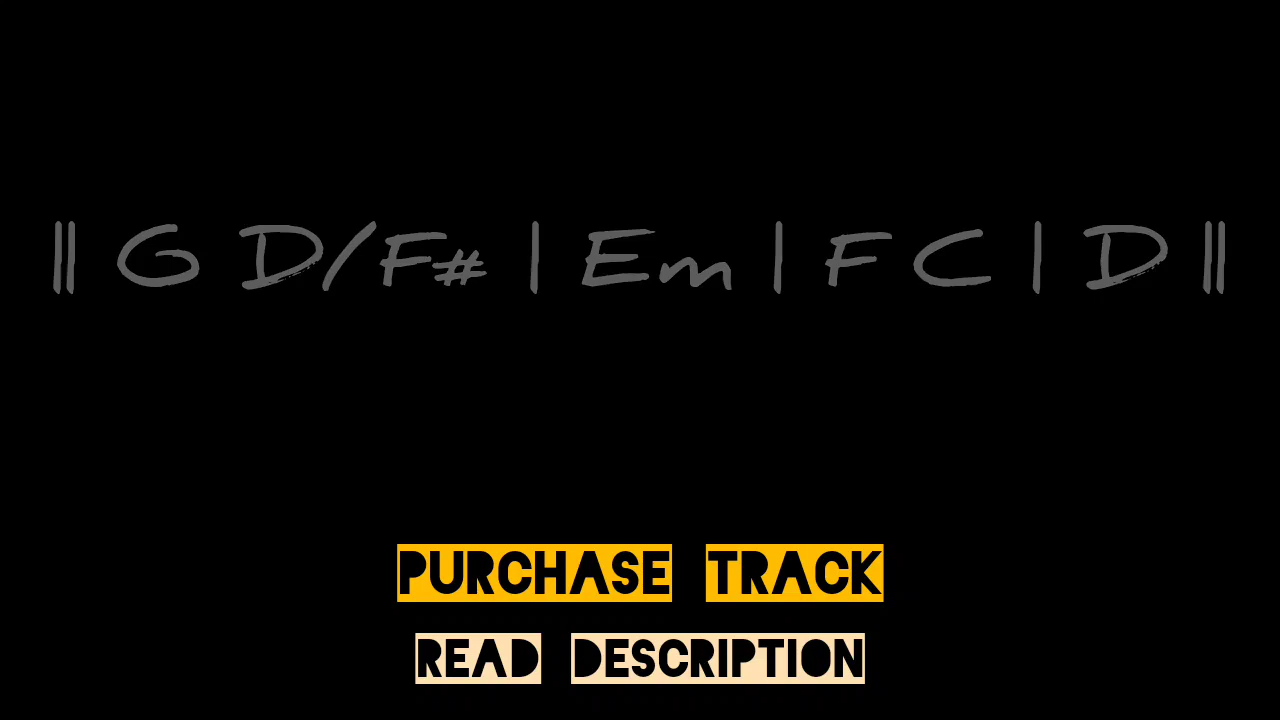 || G D/F# | Em | F C | D ||
PURCHASE TRACK
READ DESCRIPTION